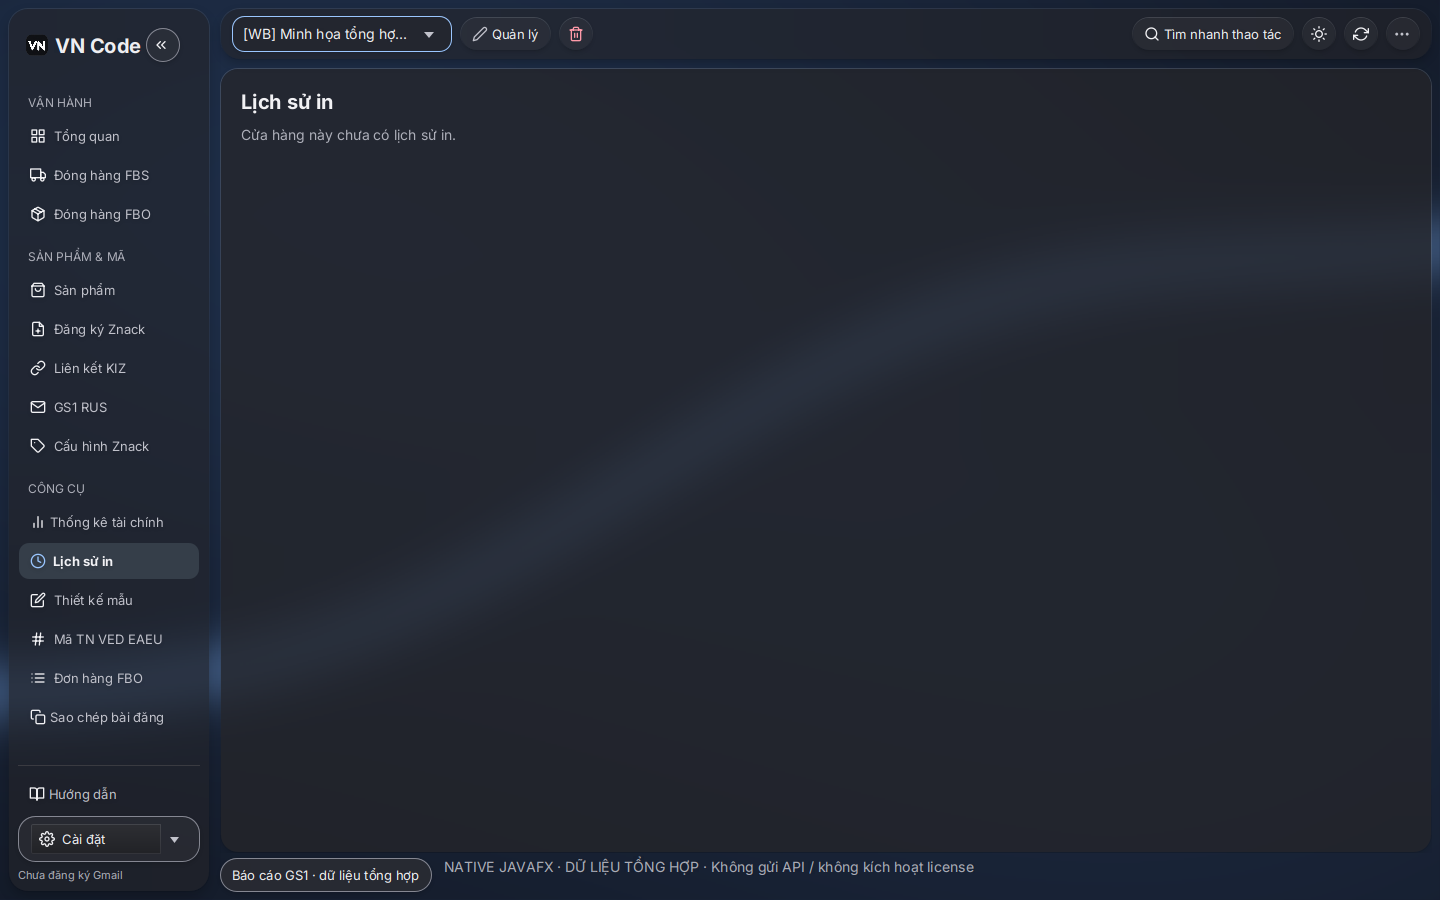 VN VN Code
VẬN HÀNH
Tổng quan
Đóng hàng FBS
Đóng hàng FBO
SẢN PHẨM & MÃ
Sản phẩm
Đăng ký Znack
Liên kết KIZ
GS1 RUS
Cấu hình Znack
CÔNG CỤ
Thống kê tài chính
Lịch sử in
Thiết kế mẫu
Mã TN VED EAEU
Đơn hàng FBO
Sao chép bài đăng
Hướng dẫn
Cài đặt
Chưa đăng ký Gmail
[WB] Minh họa tổng hợ...
Quản lý
Tìm nhanh thao tác
Lịch sử in
Cửa hàng này chưa có lịch sử in.
Báo cáo GS1 · dữ liệu tổng hợp
NATIVE JAVAFX · DỮ LIỆU TỔNG HỢP · Không gửi API / không kích hoạt license